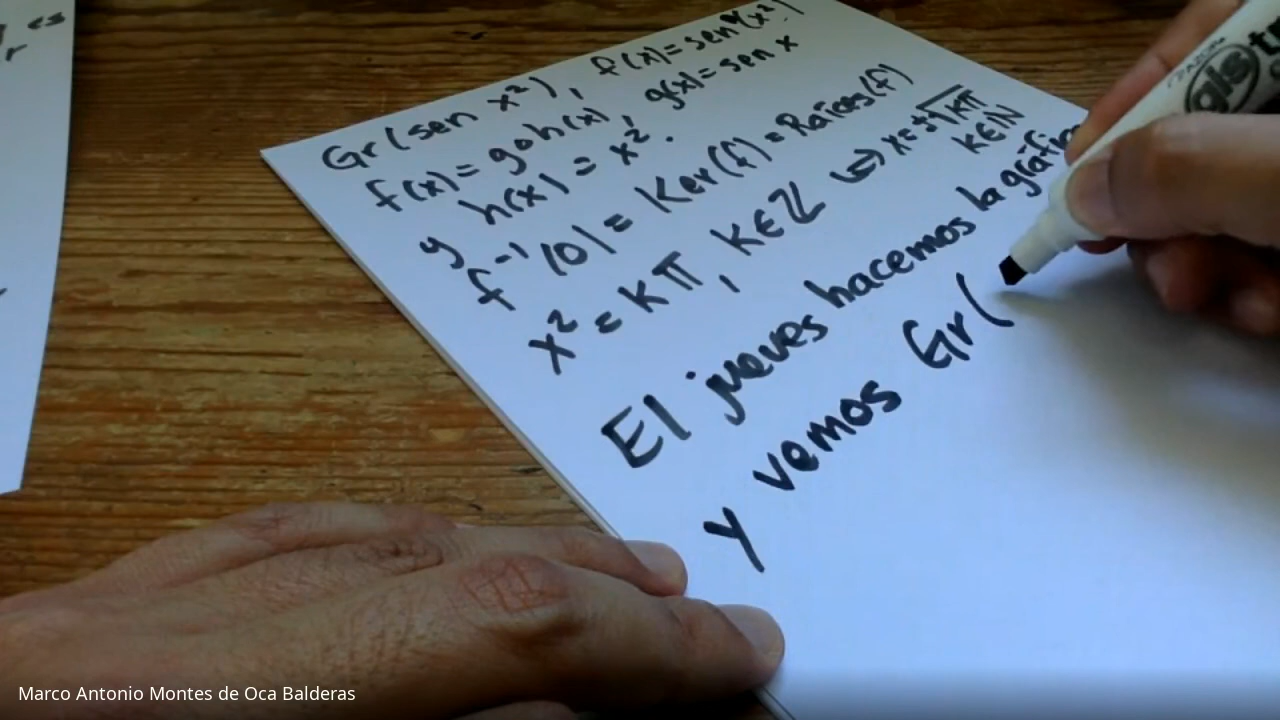 Gr(sen x²), f(x)= sen(x²)
f(x)= g∘h(x), g(x)= sen x
y h(x) = x².
f⁻¹(0) = Ker(f) = Raíces(f)
x² = kπ, k∈ℤ ⟺ x=±√kπ
k∈ℕ
El jueves hacemos la gráfica
y vemos Gr(
gis
Marco Antonio Montes de Oca Balderas